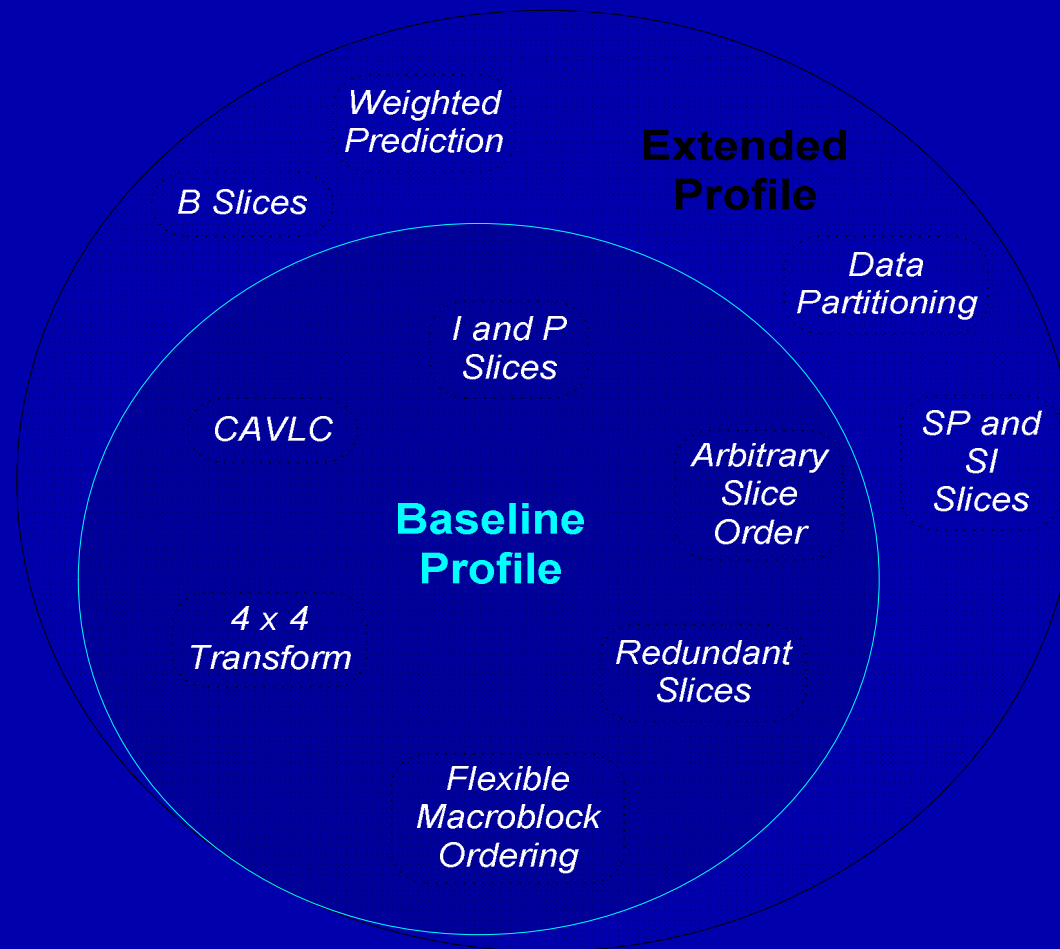 Weighted
Prediction
Extended
Profile
B Slices
Data
Partitioning
I and P
Slices
CAVLC
SP and
SI
Slices
Arbitrary
Slice
Order
Baseline
Profile
4 x 4
Transform
Redundant
Slices
Flexible
Macroblock
Ordering